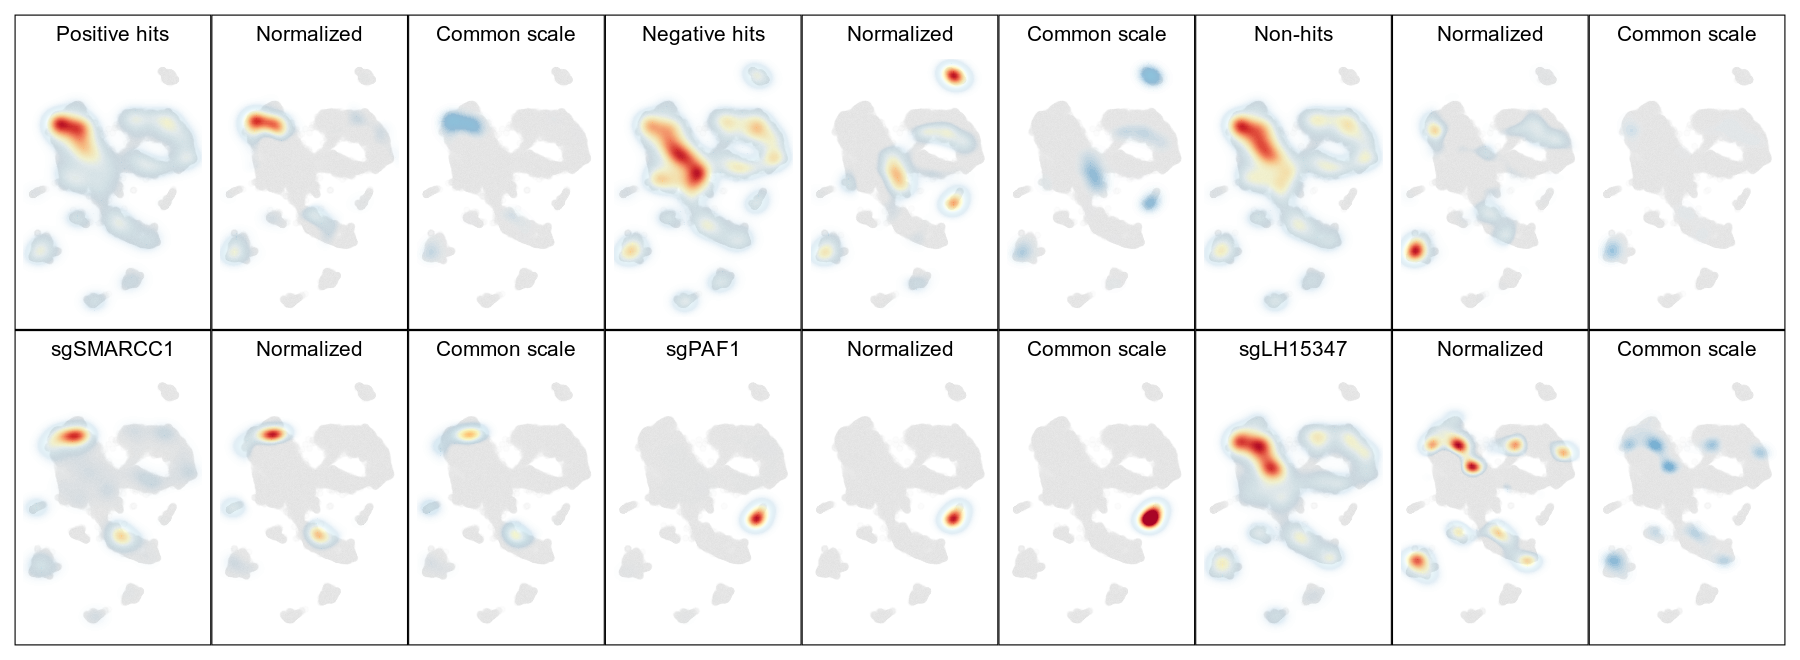 Positive hits
Normalized
Common scale
Negative hits
Normalized
Common scale
Non-hits
Normalized
Common scale
sgSMARCC1
Normalized
Common scale
sgPAF1
Normalized
Common scale
sgLH15347
Normalized
Common scale